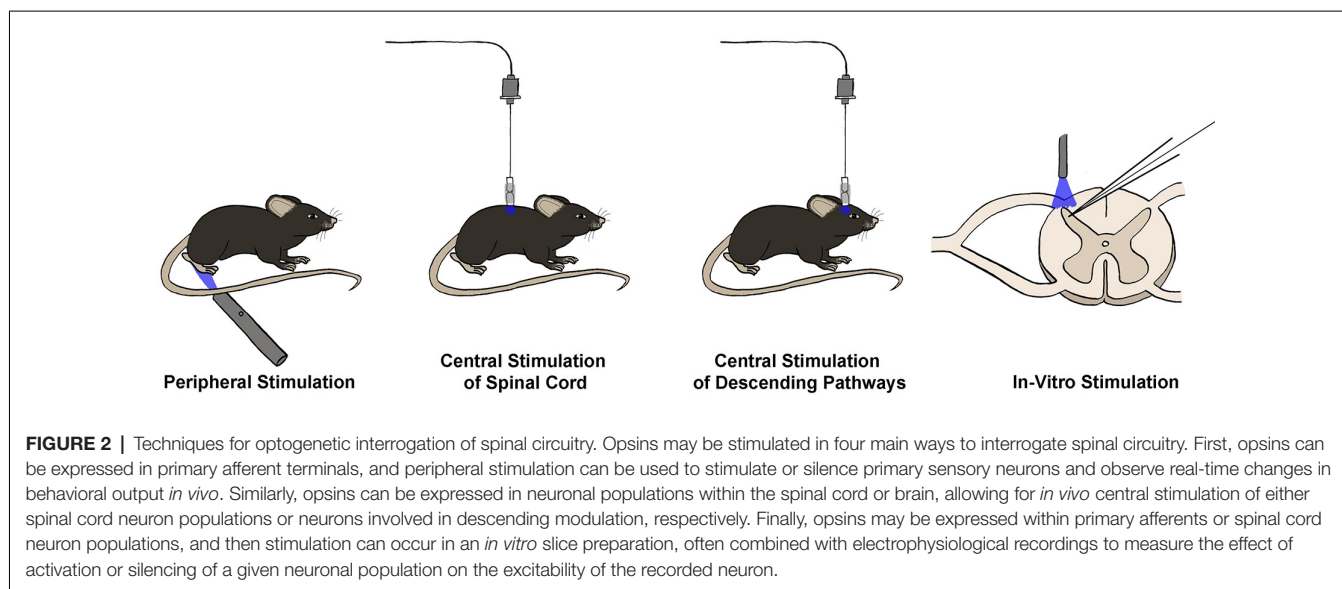 Peripheral Stimulation
Central Stimulation
of Spinal Cord
Central Stimulation
of Descending Pathways
In-Vitro Stimulation
FIGURE 2 | Techniques for optogenetic interrogation of spinal circuitry. Opsins may be stimulated in four main ways to interrogate spinal circuitry. First, opsins can
be expressed in primary afferent terminals, and peripheral stimulation can be used to stimulate or silence primary sensory neurons and observe real-time changes in
behavioral output in vivo. Similarly, opsins can be expressed in neuronal populations within the spinal cord or brain, allowing for in vivo central stimulation of either
spinal cord neuron populations or neurons involved in descending modulation, respectively. Finally, opsins may be expressed within primary afferents or spinal cord
neuron populations, and then stimulation can occur in an in vitro slice preparation, often combined with electrophysiological recordings to measure the effect of
activation or silencing of a given neuronal population on the excitability of the recorded neuron.